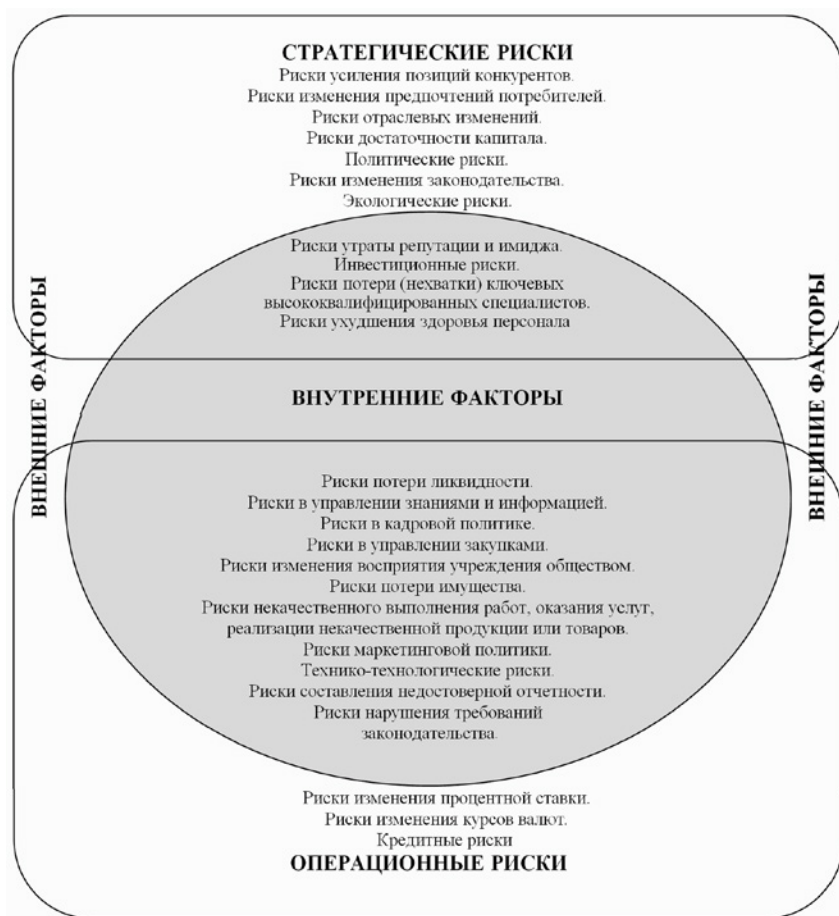 СТРАТЕГИЧЕСКИЕ РИСКИ
Риски усиления позиций конкурентов.
Риски изменения предпочтений потребителей.
Риски отраслевых изменений.
Риски достаточности капитала.
Политические риски.
Риски изменения законодательства.
Экологические риски.
Риски утраты репутации и имиджа.
Инвестиционные риски.
Риски потери (нехватки) ключевых
высококвалифицированных специалистов.
Риски ухудшения здоровья персонала
ВНЕШНИЕ ФАКТОРЫ
ВНУТРЕННИЕ ФАКТОРЫ
ВНЕШНИЕ ФАКТОРЫ
Риски потери ликвидности.
Риски в управлении знаниями и информацией.
Риски в кадровой политике.
Риски в управлении закупками.
Риски изменения восприятия учреждения обществом.
Риски потери имущества.
Риски некачественного выполнения работ, оказания услуг,
реализации некачественной продукции или товаров.
Риски маркетинговой политики.
Технико-технологические риски.
Риски составления недостоверной отчетности.
Риски нарушения требований
законодательства.
Риски изменения процентной ставки.
Риски изменения курсов валют.
Кредитные риски
ОПЕРАЦИОННЫЕ РИСКИ